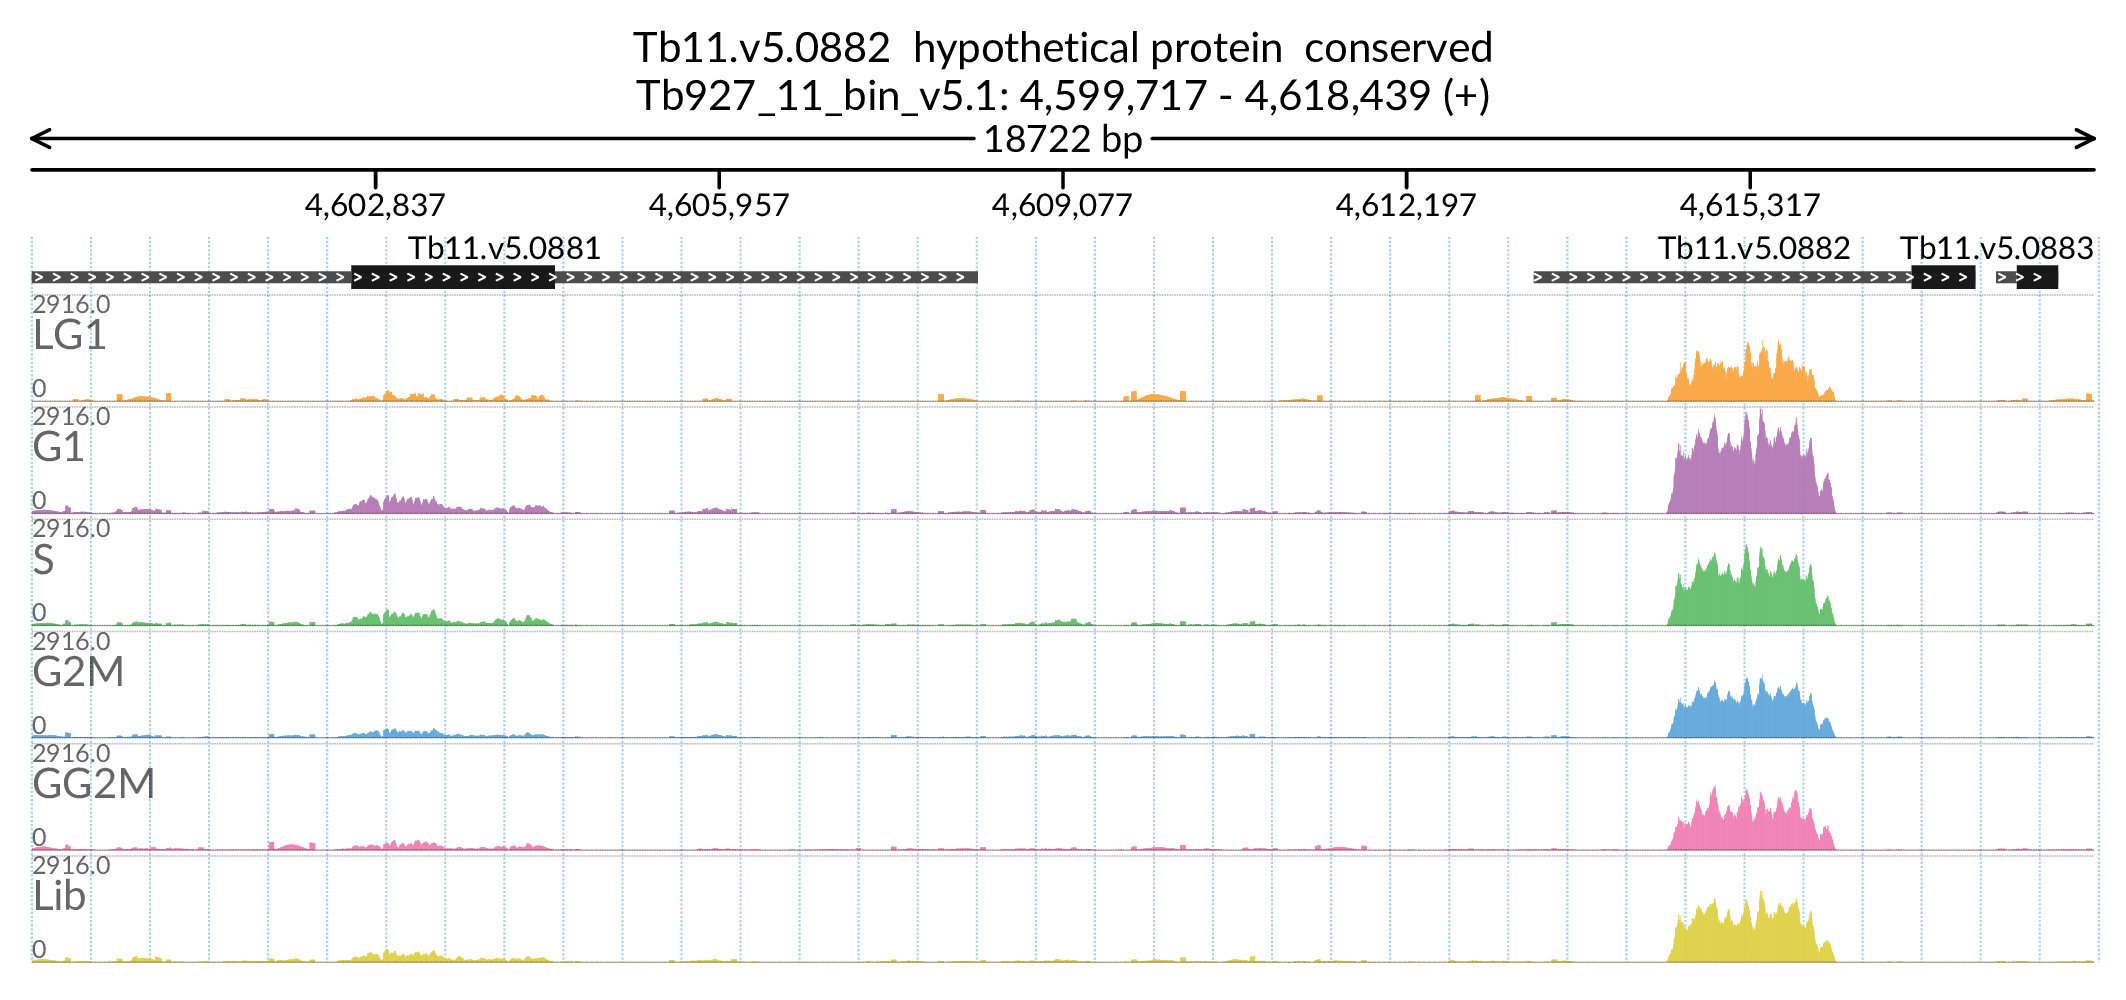 Tb11.v5.0882 hypothetical protein conserved
Tb927_11_bin_v5.1: 4,599,717 - 4,618,439 (+)
18722 bp
4,602,837 4,605,957 4,609,077 4,612,197 4,615,317
Tb11.v5.0881 Tb11.v5.0882 Tb11.v5.0883
2916.0
LG1
0
2916.0
G1
0
2916.0
S
0
2916.0
G2M
0
2916.0
GG2M
0
2916.0
Lib
0